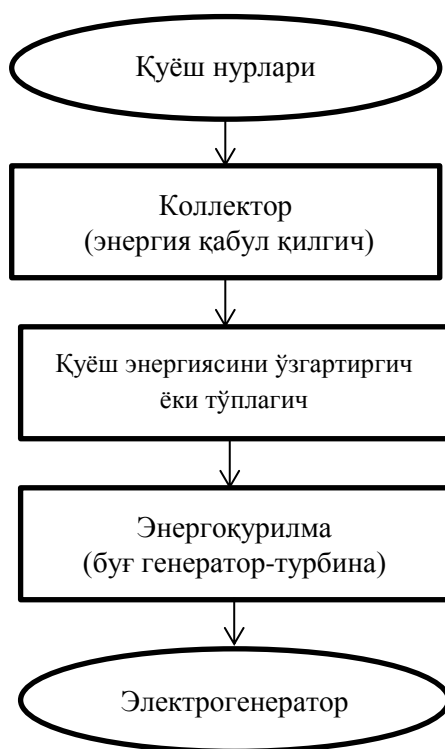 Қуёш нурлари
Коллектор
(энергия қабул қилгич)
Қуёш энергиясини ўзгартиргич
ёки тўплагич
Энергоқурилма
(буғ генератор-турбина)
Электрогенератор